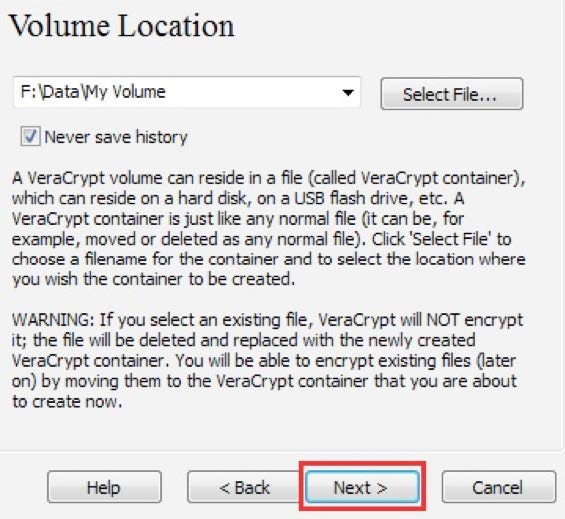 Volume Location
F:\Data\My Volume
Select File...
Never save history
A VeraCrypt volume can reside in a file (called VeraCrypt container),
which can reside on a hard disk, on a USB flash drive, etc. A
VeraCrypt container is just like any normal file (it can be, for
example, moved or deleted as any normal file). Click 'Select File' to
choose a filename for the container and to select the location where
you wish the container to be created.
WARNING: If you select an existing file, VeraCrypt will NOT encrypt
it; the file will be deleted and replaced with the newly created
VeraCrypt container. You will be able to encrypt existing files (later
on) by moving them to the VeraCrypt container that you are about
to create now.
Help
< Back
Next >
Cancel